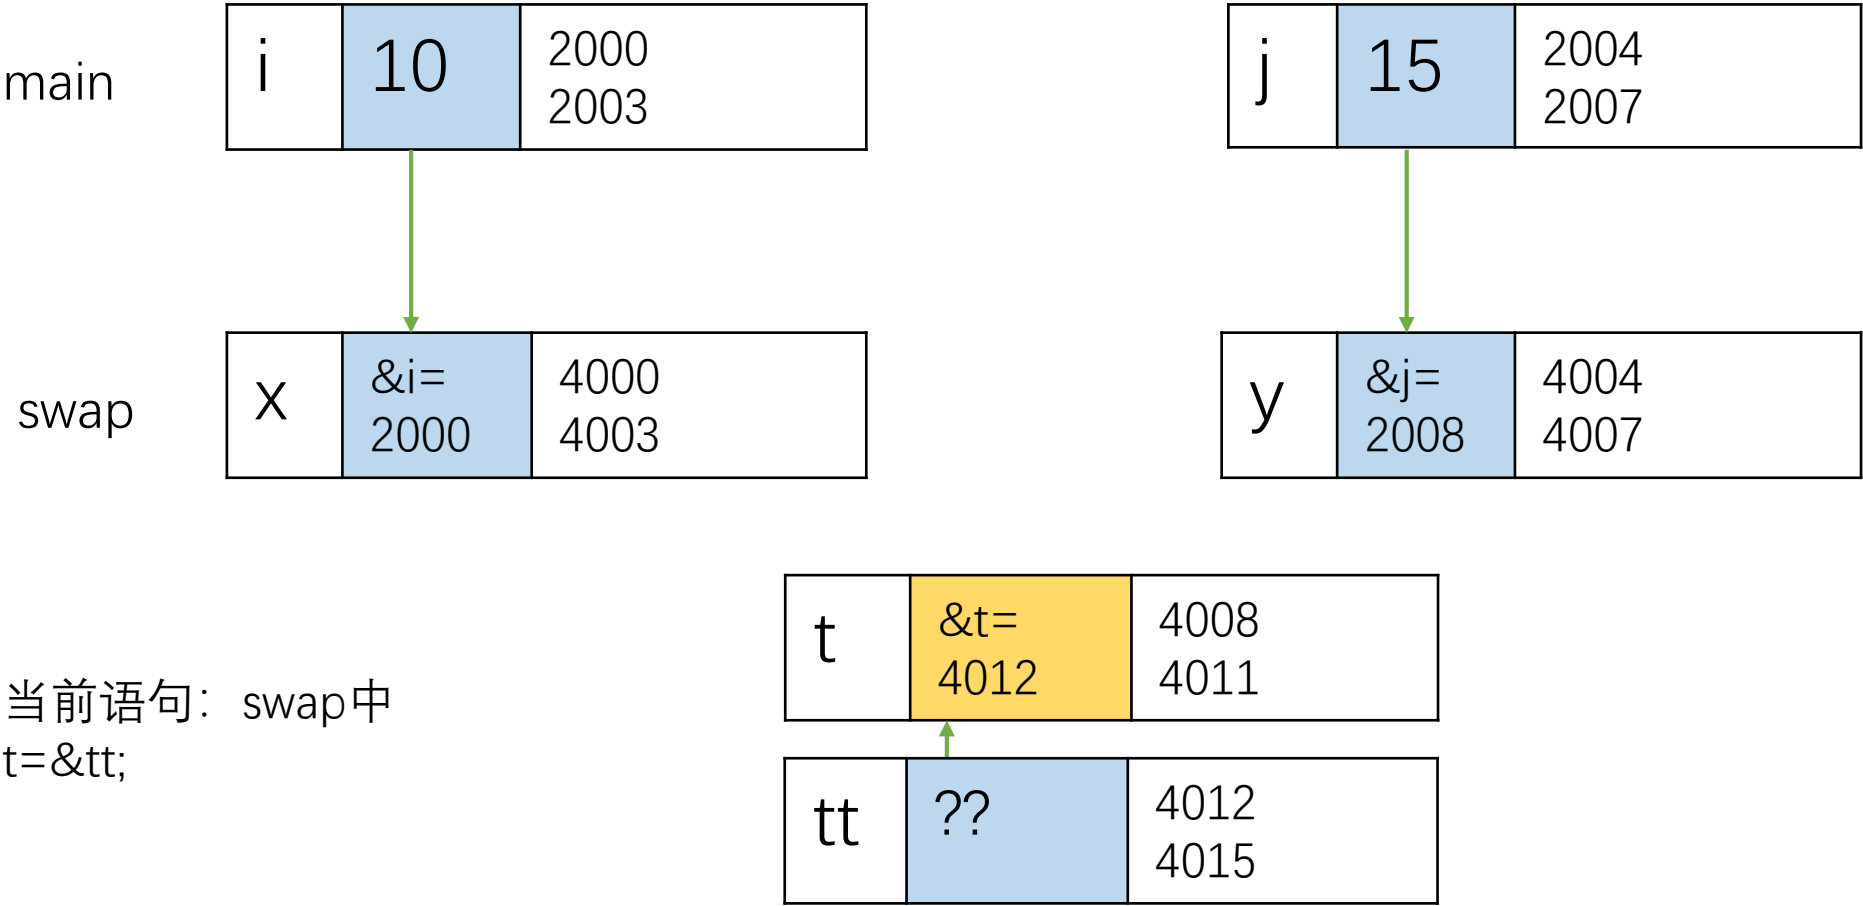 main
i
10
2000
2003
j
15
2004
2007
swap
x
&i=
2000
4000
4003
y
&j=
2008
4004
4007
t
&t=
4012
4008
4011
当前语句：swap中
t=&tt;
tt
??
4012
4015